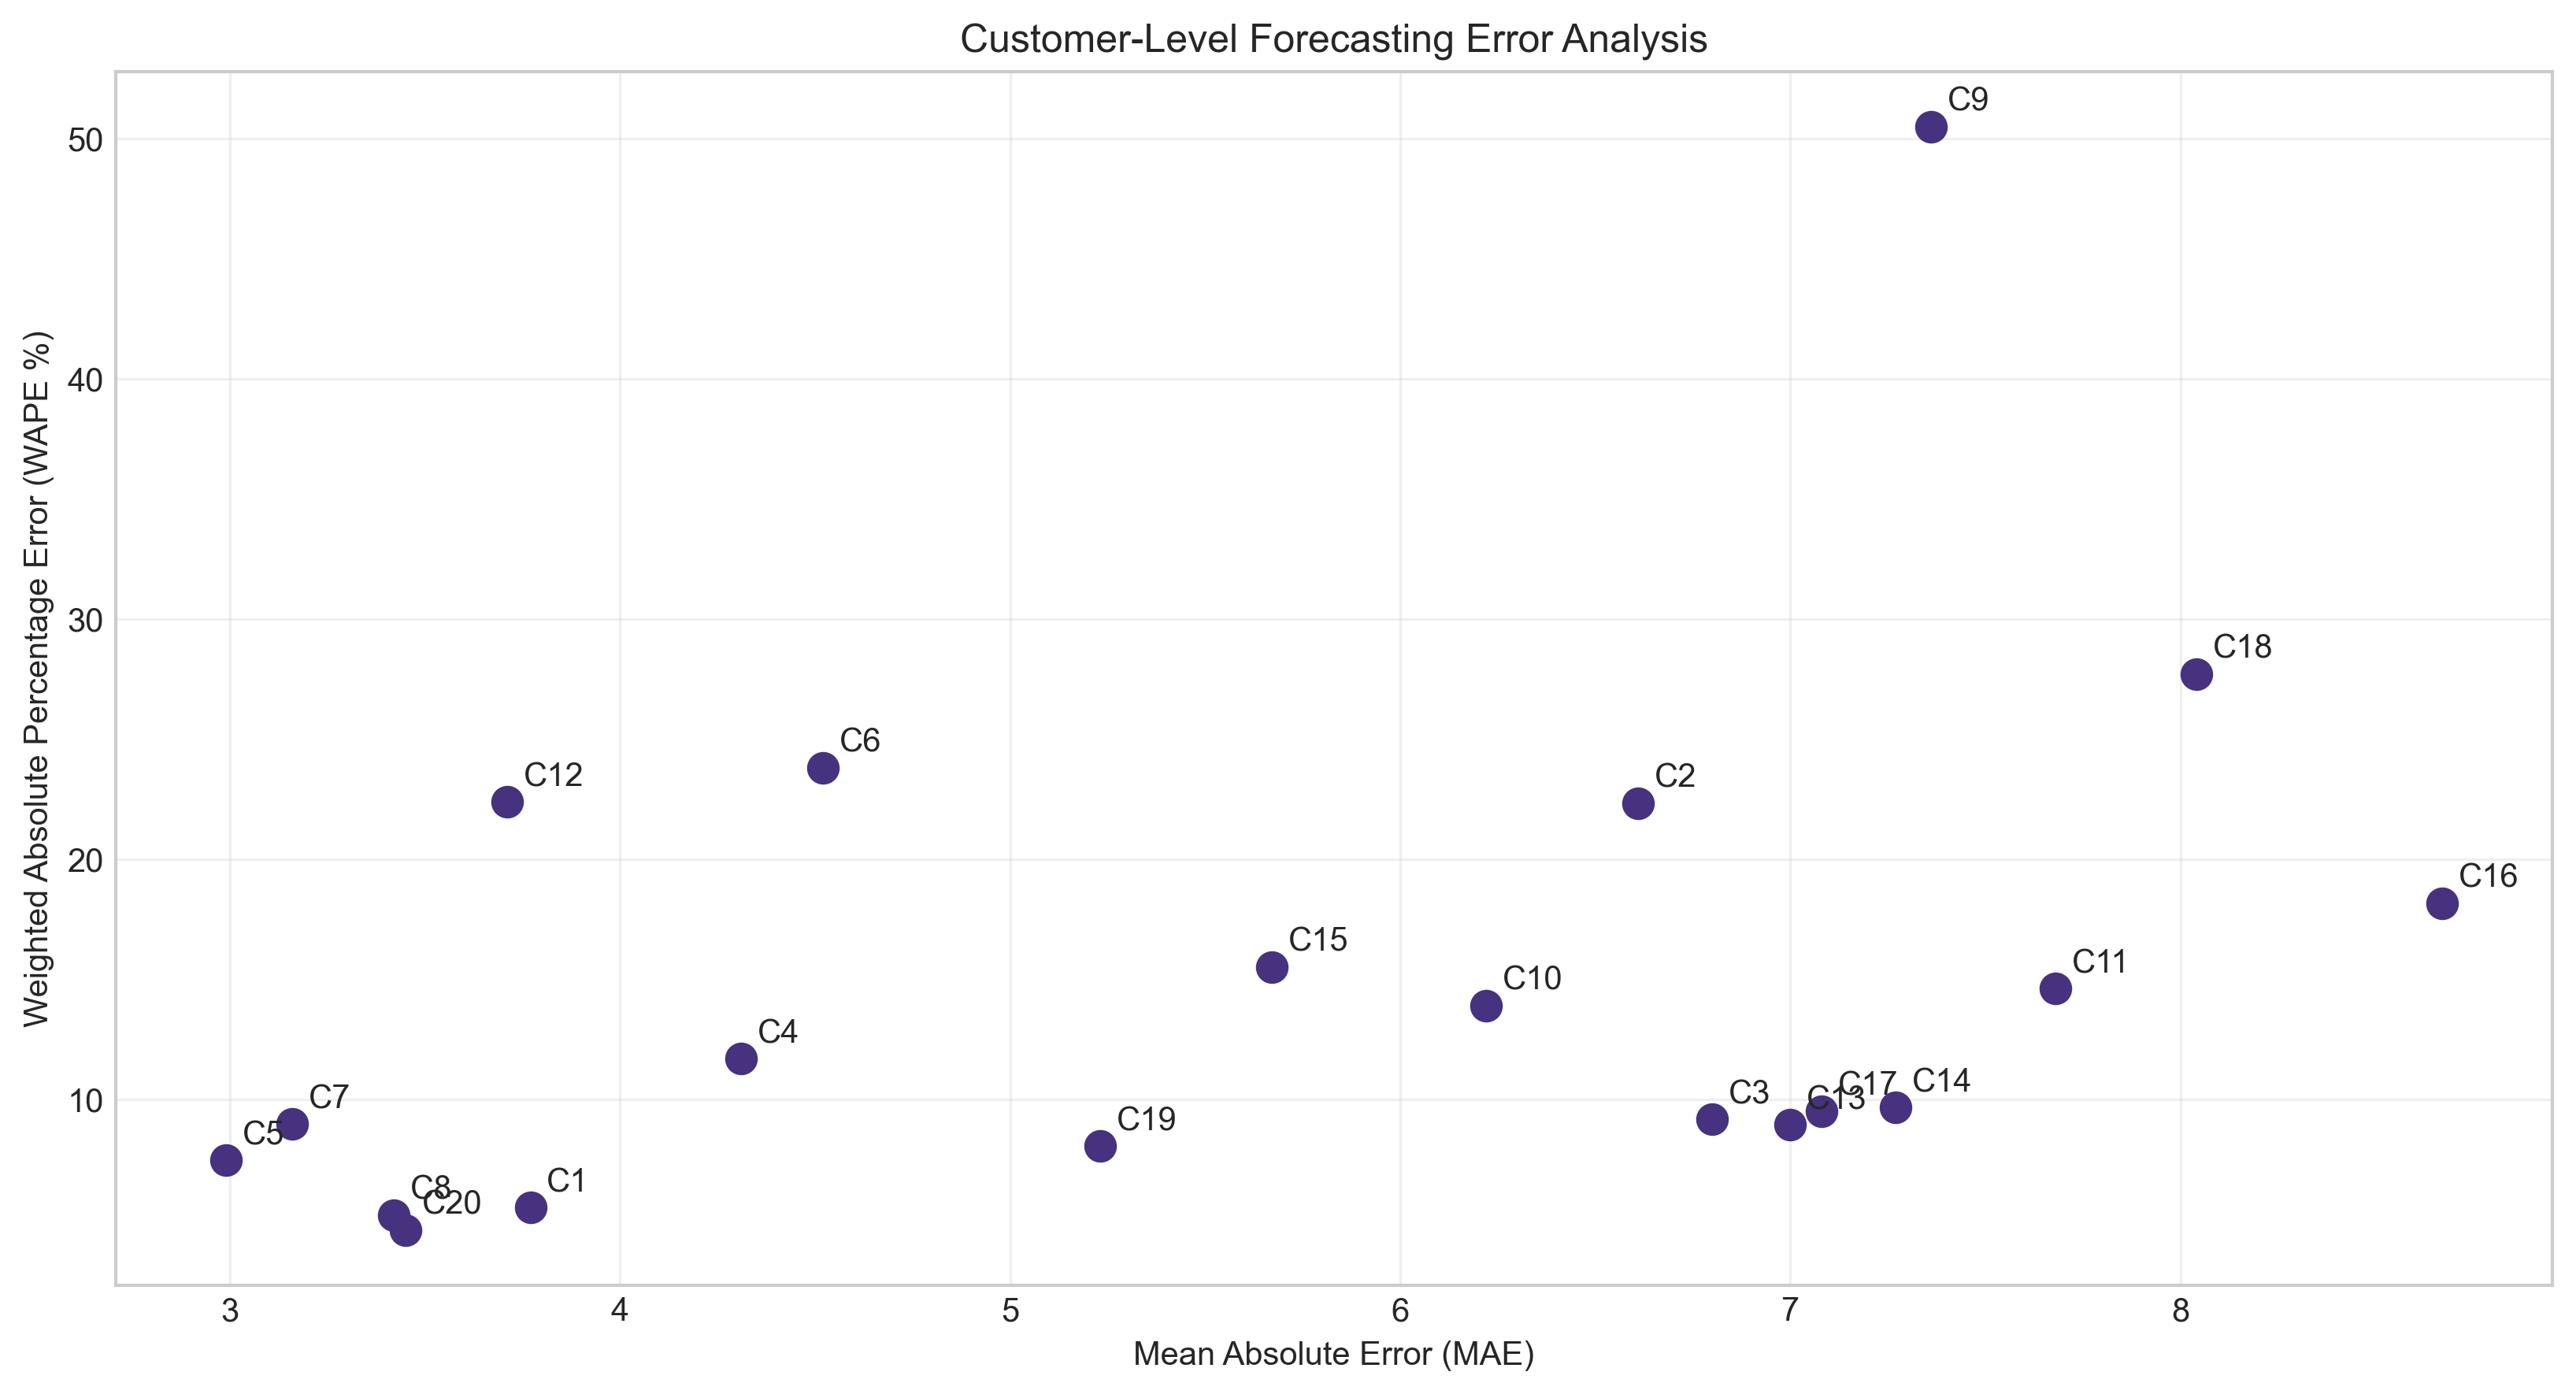 Customer-Level Forecasting Error Analysis
Weighted Absolute Percentage Error (WAPE %)
50
40
30
20
10
C9
C18
C6
C12
C2
C16
C15
C11
C10
C4
C7
C3
C13
C17
C14
C5
C19
C8
C20
C1
3
4
5
6
7
8
Mean Absolute Error (MAE)